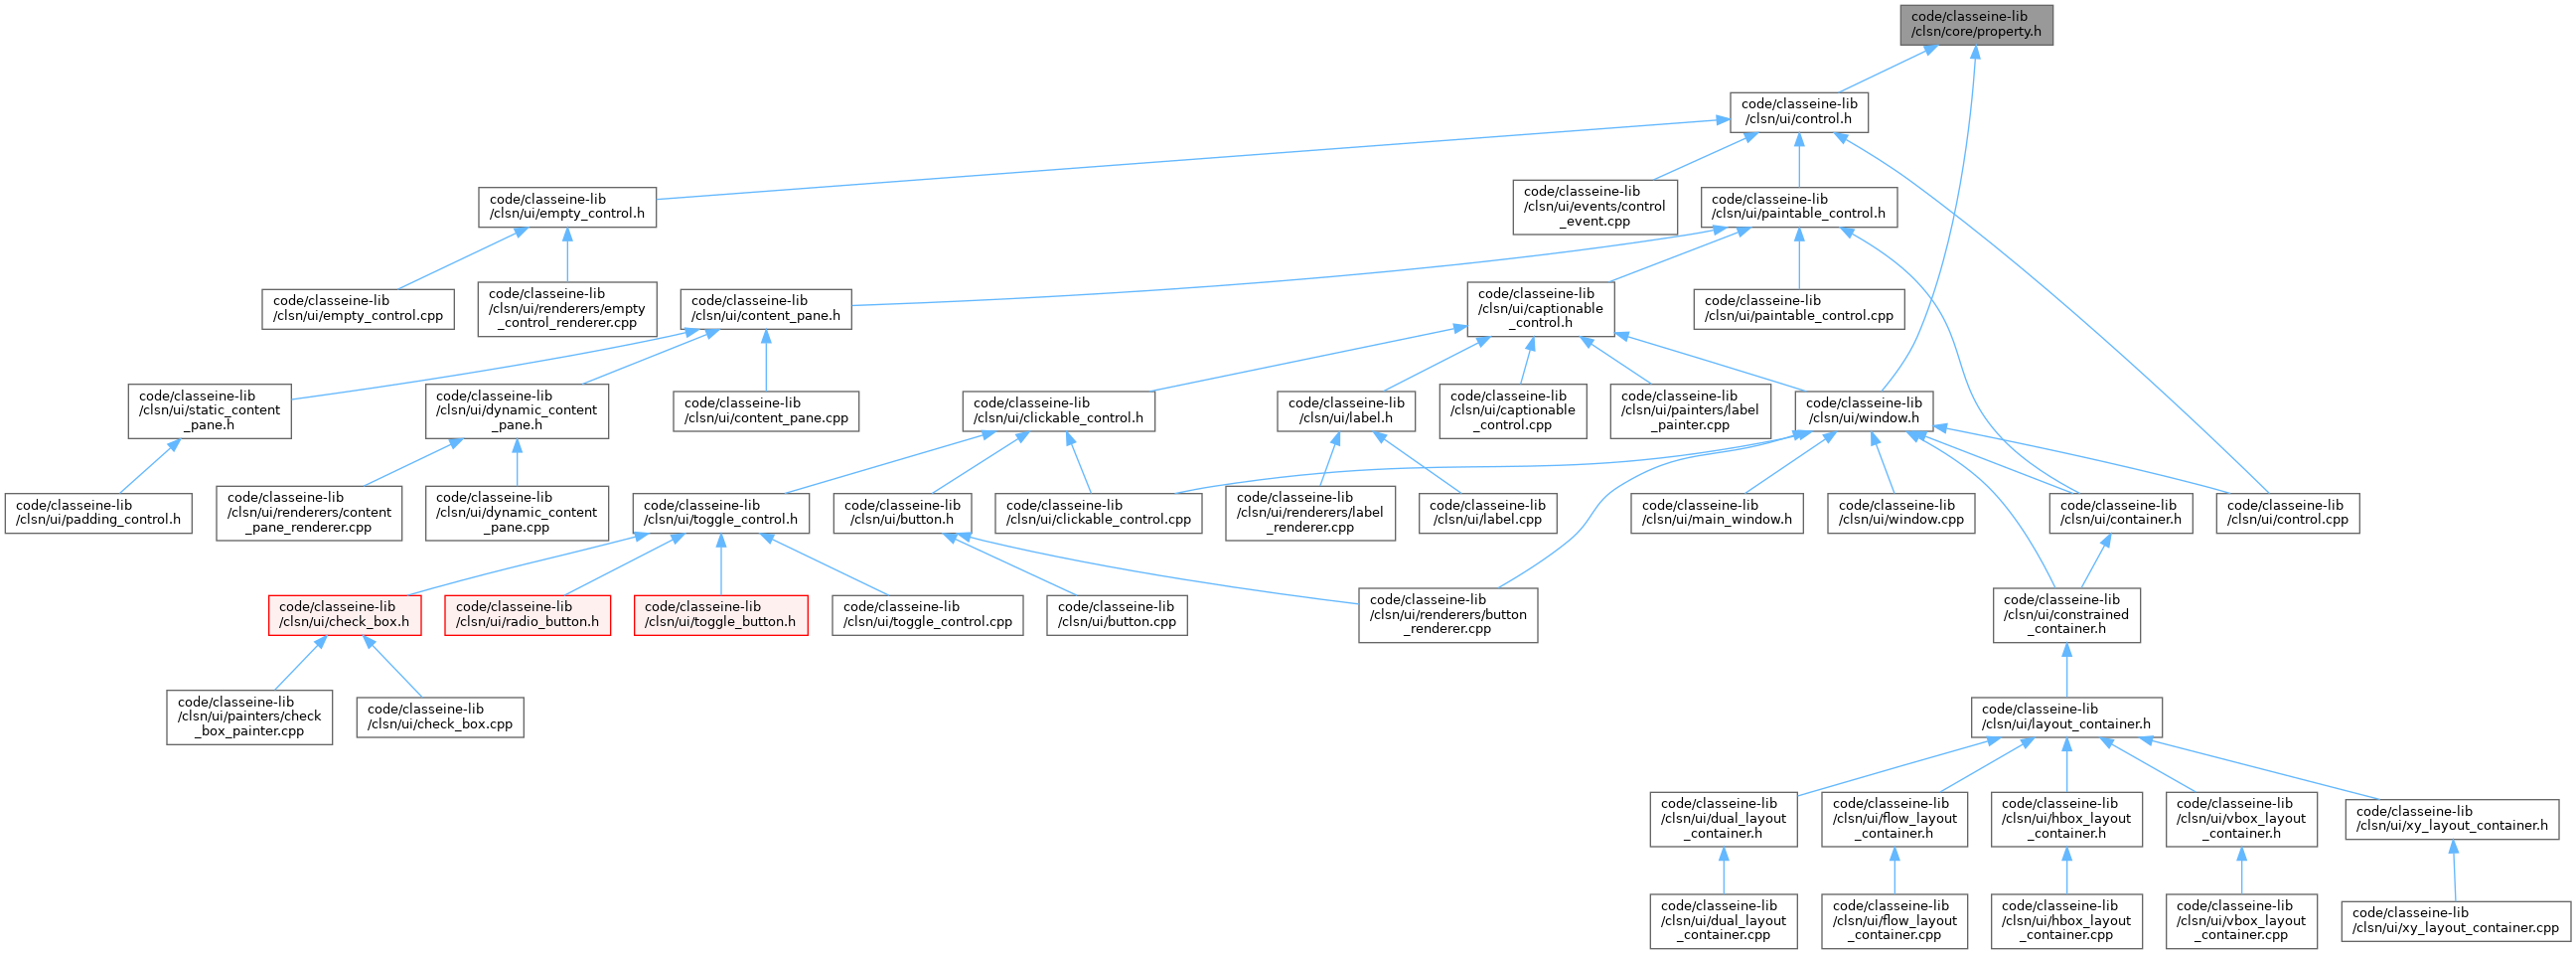 code/classeine-lib
/clsn/core/property.h
code/classeine-lib
/clsn/ui/control.h
code/classeine-lib
/clsn/ui/empty_control.h
code/classeine-lib
/clsn/ui/events/control
_event.cpp
code/classeine-lib
/clsn/ui/paintable_control.h
code/classeine-lib
/clsn/ui/empty_control.cpp
code/classeine-lib
/clsn/ui/renderers/empty
_control_renderer.cpp
code/classeine-lib
/clsn/ui/content_pane.h
code/classeine-lib
/clsn/ui/captionable
_control.h
code/classeine-lib
/clsn/ui/paintable_control.cpp
code/classeine-lib
/clsn/ui/static_content
_pane.h
code/classeine-lib
/clsn/ui/dynamic_content
_pane.h
code/classeine-lib
/clsn/ui/content_pane.cpp
code/classeine-lib
/clsn/ui/clickable_control.h
code/classeine-lib
/clsn/ui/label.h
code/classeine-lib
/clsn/ui/captionable
_control.cpp
code/classeine-lib
/clsn/ui/painters/label
_painter.cpp
code/classeine-lib
/clsn/ui/window.h
code/classeine-lib
/clsn/ui/padding_control.h
code/classeine-lib
/clsn/ui/renderers/content
_pane_renderer.cpp
code/classeine-lib
/clsn/ui/dynamic_content
_pane.cpp
code/classeine-lib
/clsn/ui/toggle_control.h
code/classeine-lib
/clsn/ui/button.h
code/classeine-lib
/clsn/ui/clickable_control.cpp
code/classeine-lib
/clsn/ui/renderers/label
_renderer.cpp
code/classeine-lib
/clsn/ui/label.cpp
code/classeine-lib
/clsn/ui/main_window.h
code/classeine-lib
/clsn/ui/window.cpp
code/classeine-lib
/clsn/ui/container.h
code/classeine-lib
/clsn/ui/control.cpp
code/classeine-lib
/clsn/ui/check_box.h
code/classeine-lib
/clsn/ui/radio_button.h
code/classeine-lib
/clsn/ui/toggle_button.h
code/classeine-lib
/clsn/ui/toggle_control.cpp
code/classeine-lib
/clsn/ui/button.cpp
code/classeine-lib
/clsn/ui/renderers/button
_renderer.cpp
code/classeine-lib
/clsn/ui/constrained
_container.h
code/classeine-lib
/clsn/ui/painters/check
_box_painter.cpp
code/classeine-lib
/clsn/ui/check_box.cpp
code/classeine-lib
/clsn/ui/layout_container.h
code/classeine-lib
/clsn/ui/dual_layout
_container.h
code/classeine-lib
/clsn/ui/flow_layout
_container.h
code/classeine-lib
/clsn/ui/hbox_layout
_container.h
code/classeine-lib
/clsn/ui/vbox_layout
_container.h
code/classeine-lib
/clsn/ui/xy_layout_container.h
code/classeine-lib
/clsn/ui/dual_layout
_container.cpp
code/classeine-lib
/clsn/ui/flow_layout
_container.cpp
code/classeine-lib
/clsn/ui/hbox_layout
_container.cpp
code/classeine-lib
/clsn/ui/vbox_layout
_container.cpp
code/classeine-lib
/clsn/ui/xy_layout_container.cpp